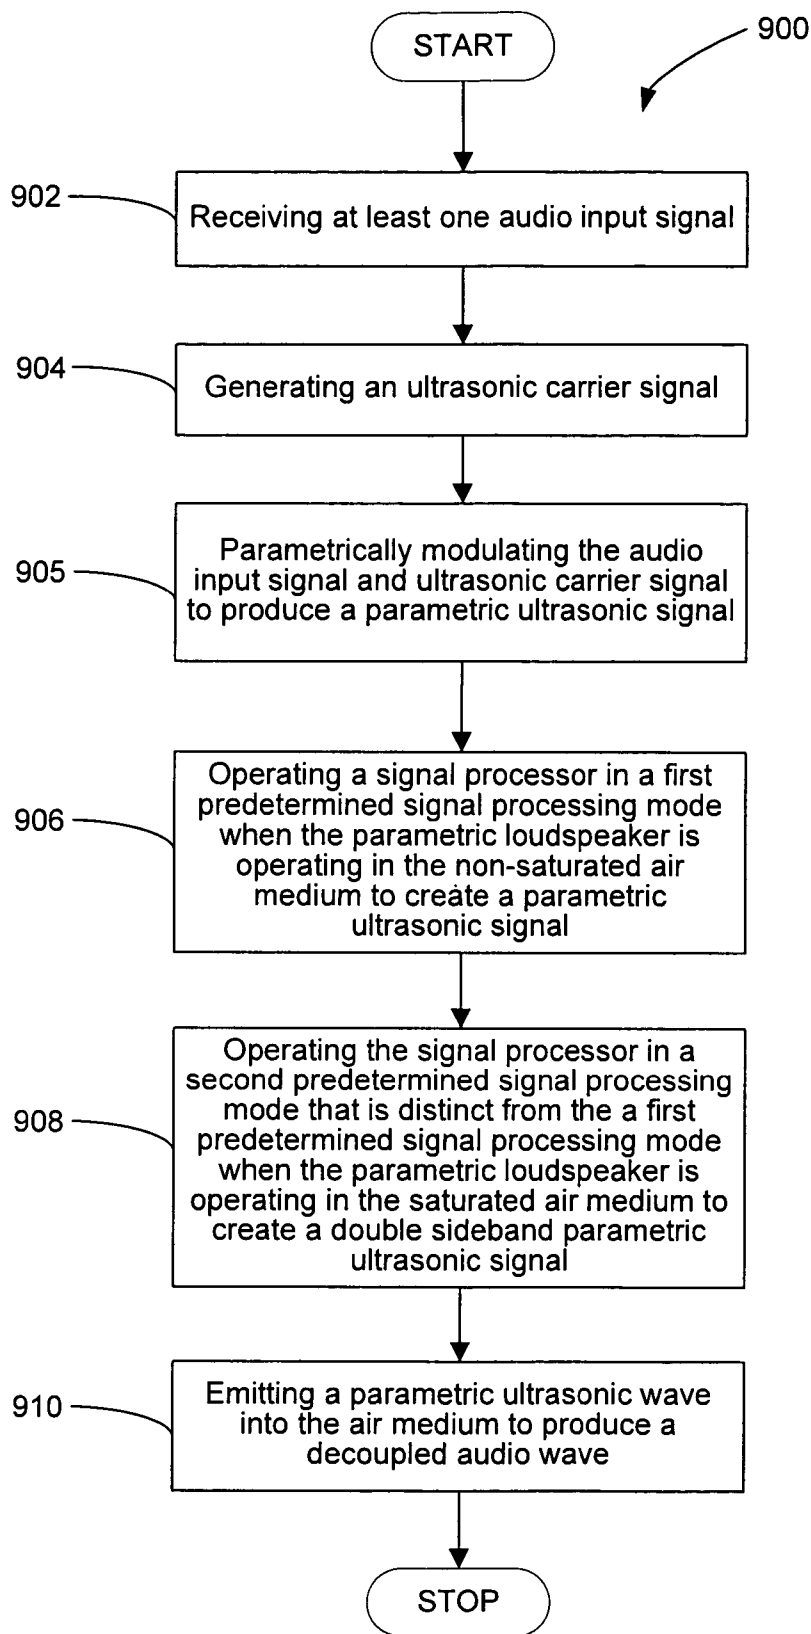 START
900
902
Receiving at least one audio input signal
904
Generating an ultrasonic carrier signal
905
Parametrically modulating the audio
input signal and ultrasonic carrier signal
to produce a parametric ultrasonic signal
906
Operating a signal processor in a first
predetermined signal processing mode
when the parametric loudspeaker is
operating in the non-saturated air
medium to create a parametric
ultrasonic signal
908
Operating the signal processor in a
second predetermined signal processing
mode that is distinct from the a first
predetermined signal processing mode
when the parametric loudspeaker is
operating in the saturated air medium to
create a double sideband parametric
ultrasonic signal
910
Emitting a parametric ultrasonic wave
into the air medium to produce a
decoupled audio wave
STOP